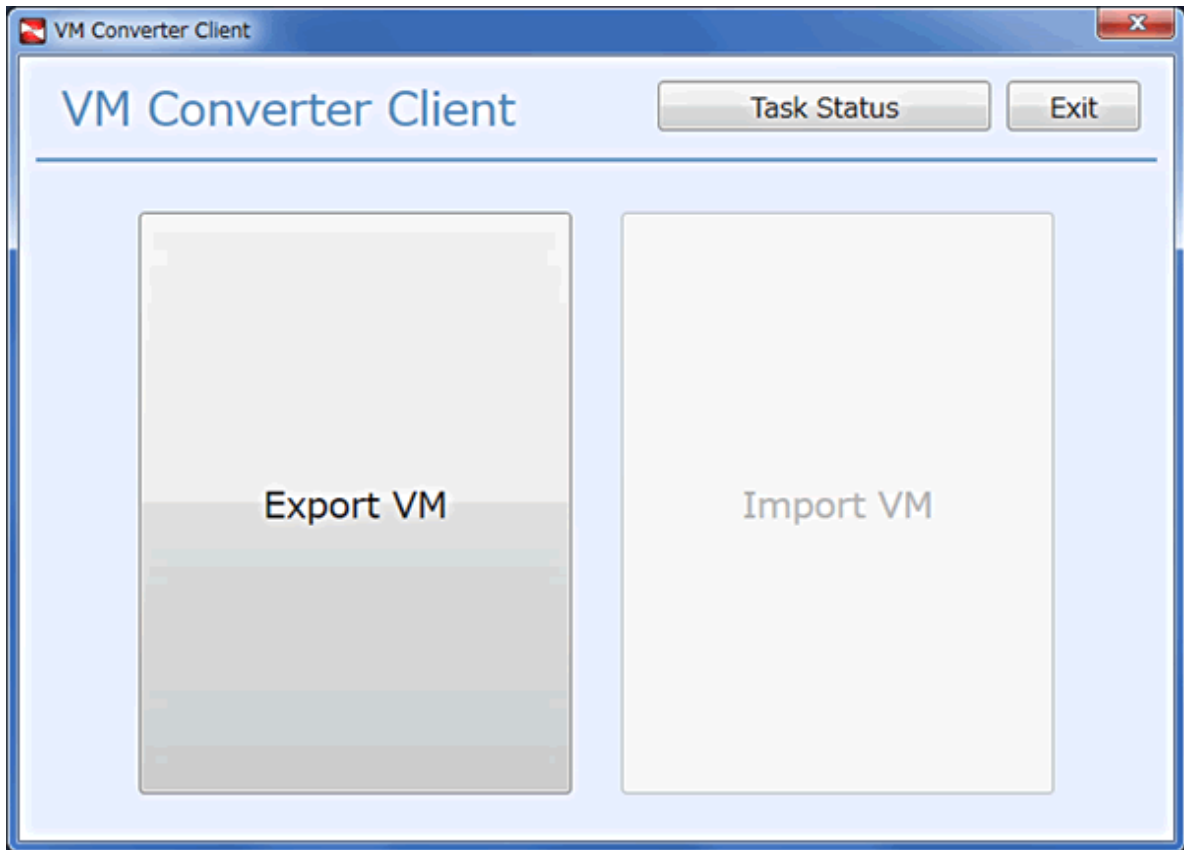 VM Converter Client
VM Converter Client
Task Status
Exit
Export VM
Import VM